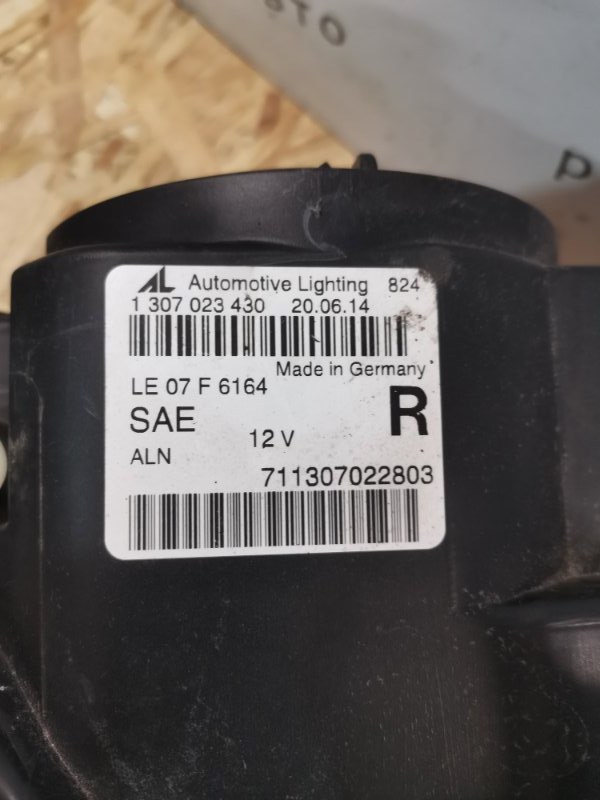 AL Automotive Lighting 824
1 307 023 430 20.06.14
Made in Germany
LE 07 F 6164
SAE R
12 V
ALN
711307022803